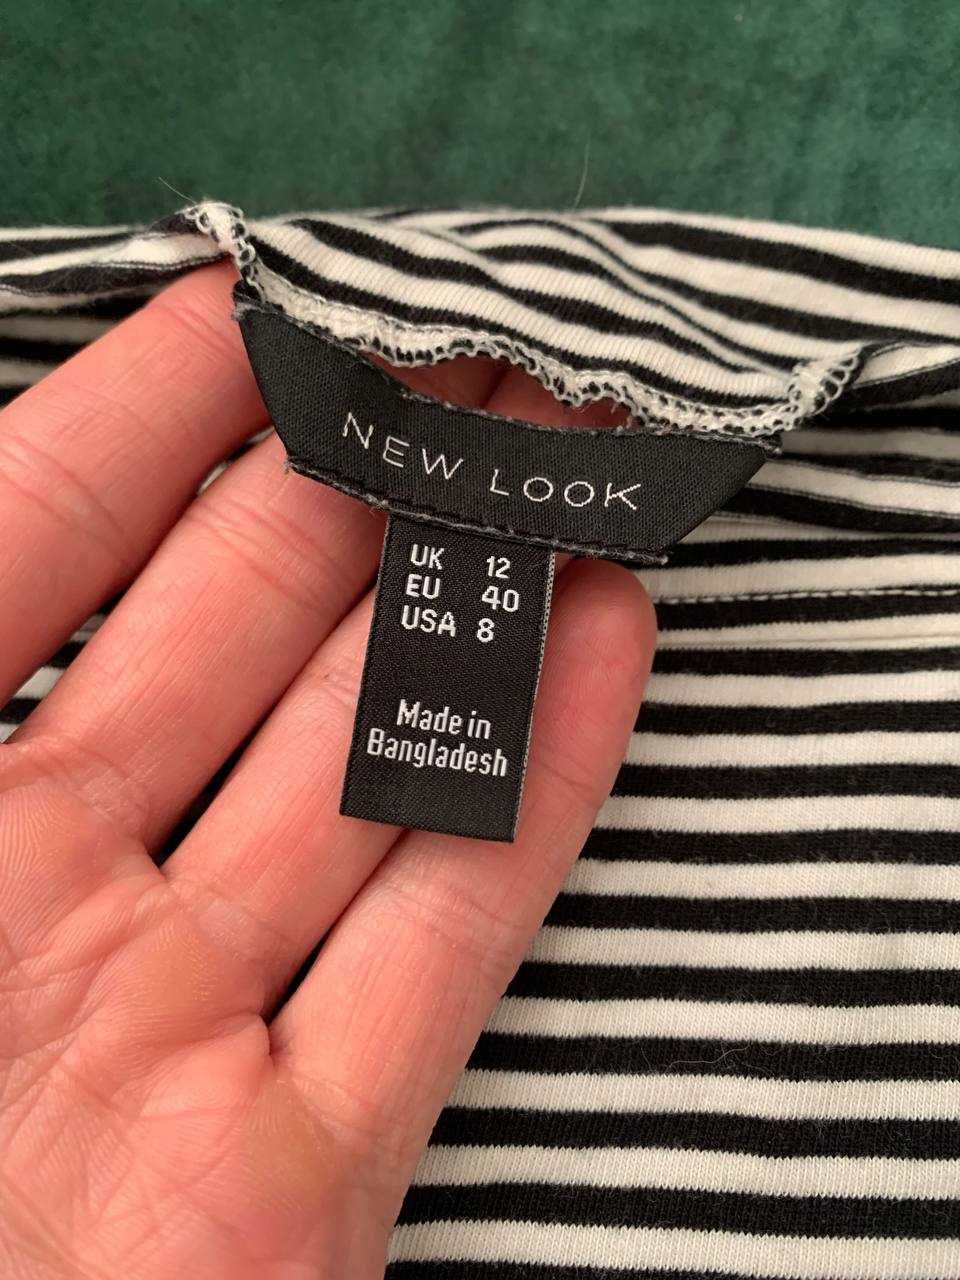 NEW LOOK
UK 12
EU 40
USA 8
Made in
Bangladesh